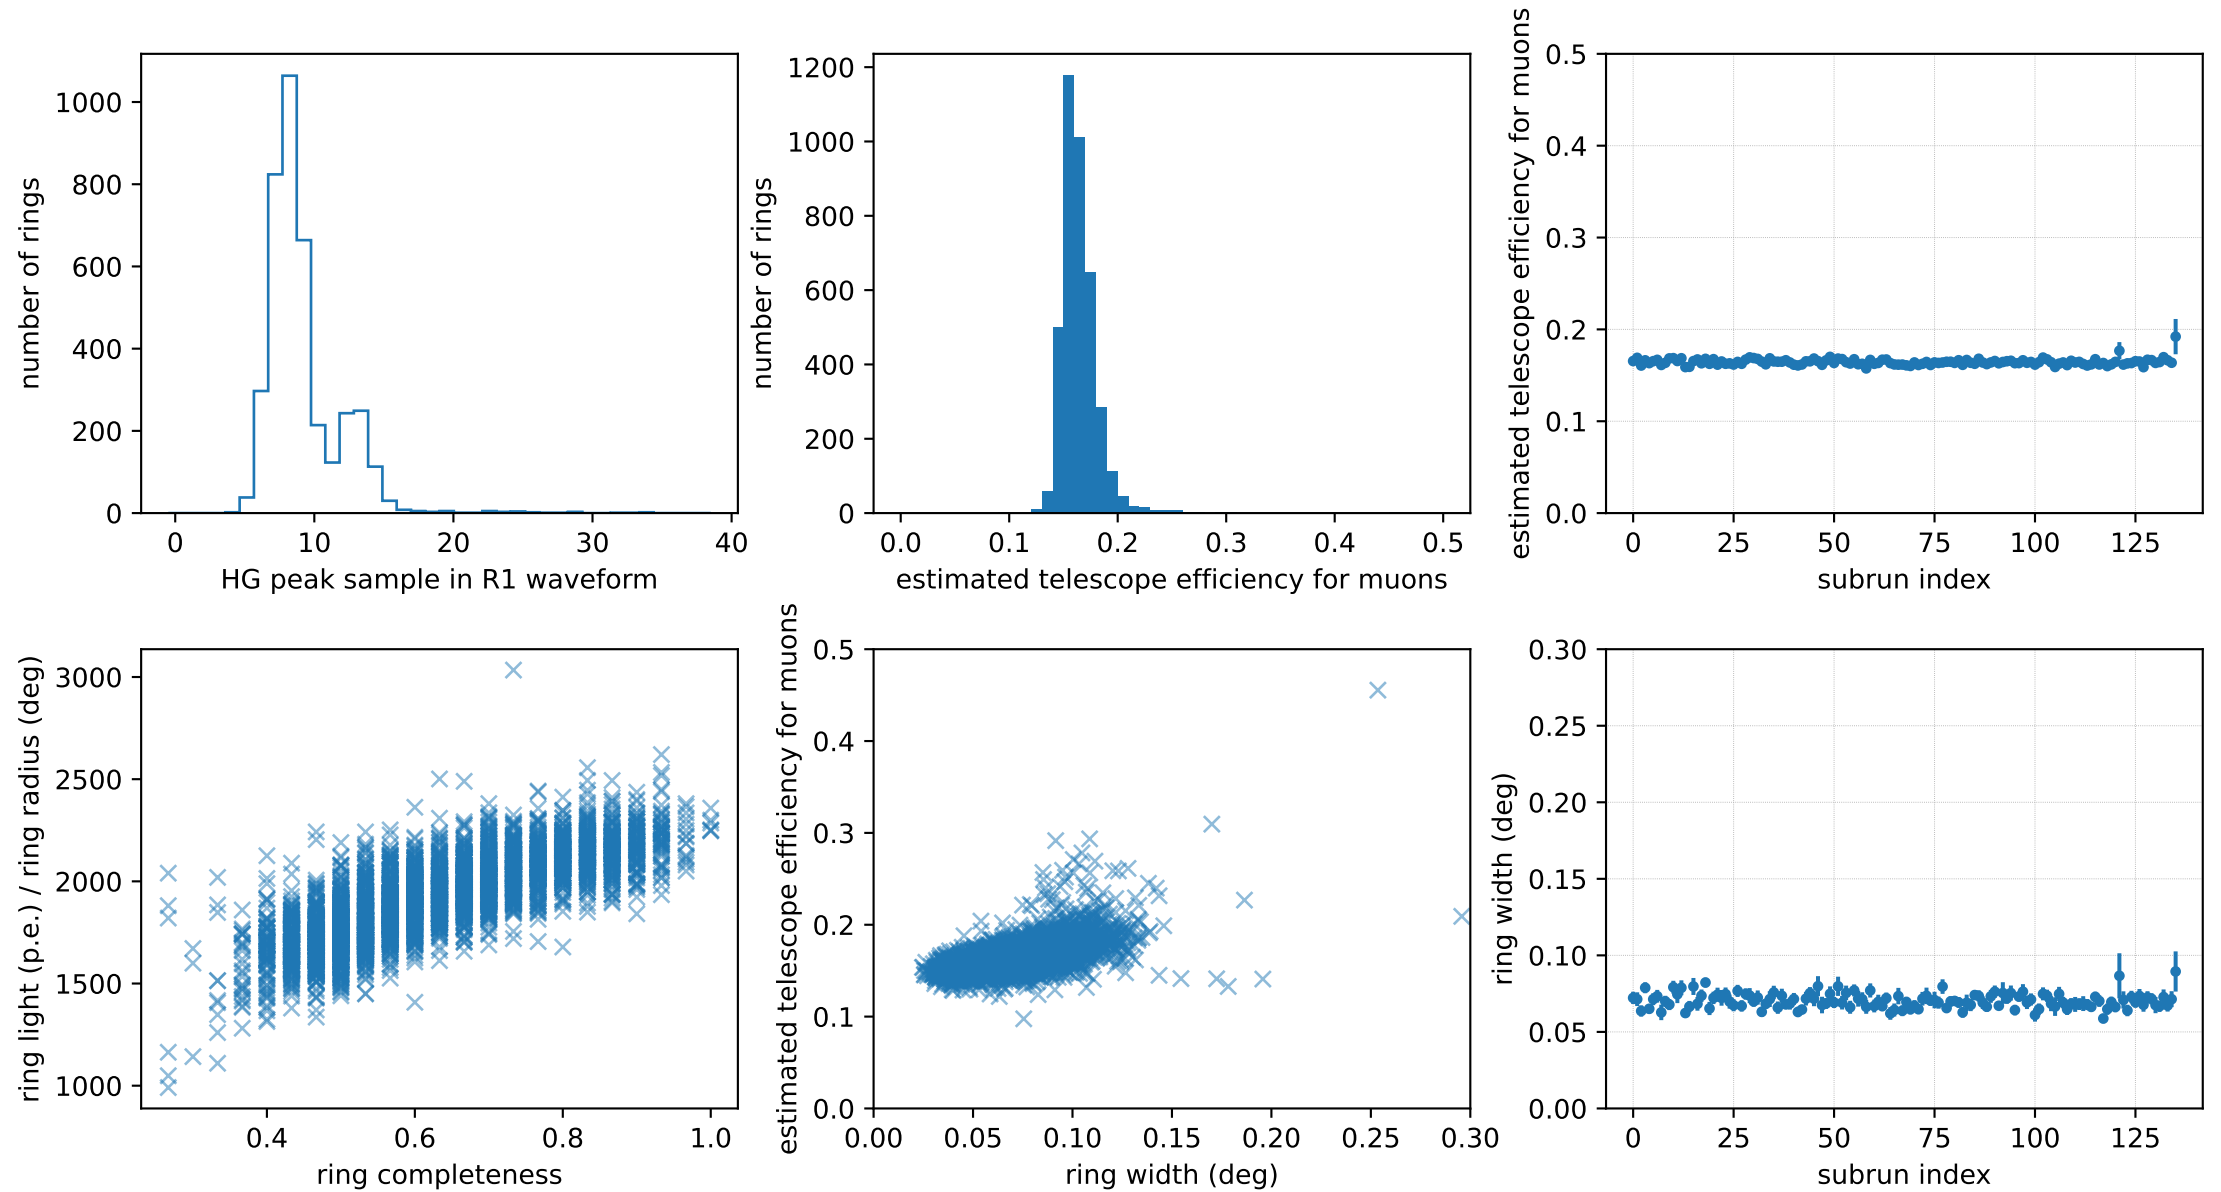 number of rings
1000
800
600
400
200
0
0 10 20 30 40
HG peak sample in R1 waveform
number of rings
1200
1000
800
600
400
200
0
0.0 0.1 0.2 0.3 0.4 0.5
estimated telescope efficiency for muons
estimated telescope efficiency for muons
0.5
0.4
0.3
0.2
0.1
0.0
0 25 50 75 100 125
subrun index
ring light (p.e.) / ring radius (deg)
3000
2500
2000
1500
1000
0.4 0.6 0.8 1.0
ring completeness
estimated telescope efficiency for muons
0.5
0.4
0.3
0.2
0.1
0.0
0.00 0.05 0.10 0.15 0.20 0.25 0.30
ring width (deg)
ring width (deg)
0.30
0.25
0.20
0.15
0.10
0.05
0.00
0 25 50 75 100 125
subrun index